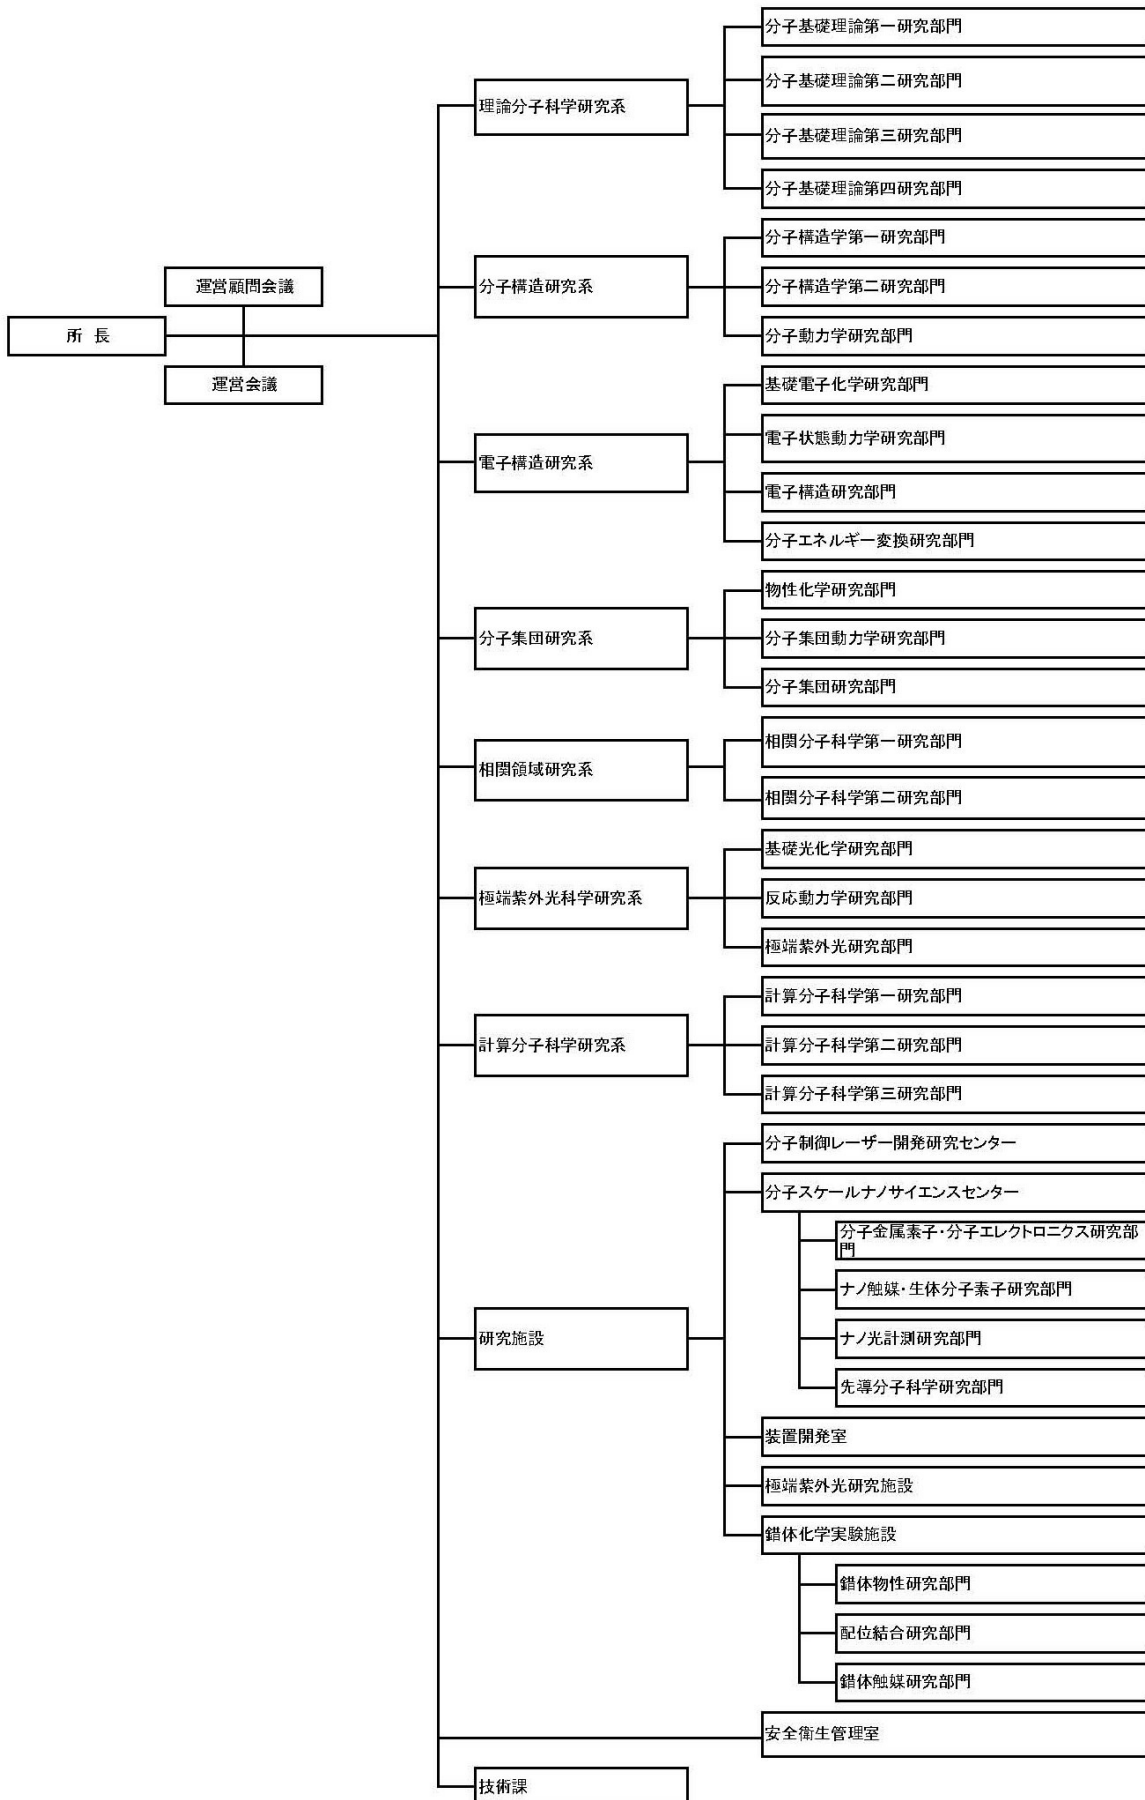 所 長
運営顧問会議
運営会議
理論分子科学研究系
分子基礎理論第一研究部門
分子基礎理論第二研究部門
分子基礎理論第三研究部門
分子基礎理論第四研究部門
分子構造研究系
分子構造学第一研究部門
分子構造学第二研究部門
分子動力学研究部門
電子構造研究系
基礎電子化学研究部門
電子状態動力学研究部門
電子構造研究部門
分子エネルギー変換研究部門
分子集団研究系
物性化学研究部門
分子集団動力学研究部門
分子集団研究部門
相関領域研究系
相関分子科学第一研究部門
相関分子科学第二研究部門
極端紫外光科学研究系
基礎光化学研究部門
反応動力学研究部門
極端紫外光研究部門
計算分子科学研究系
計算分子科学第一研究部門
計算分子科学第二研究部門
計算分子科学第三研究部門
研究施設
分子制御レーザー開発研究センター
分子スケールナノサイエンスセンター
分子金属素子・分子エレクトロニクス研究部
門
ナノ触媒・生体分子素子研究部門
ナノ光計測研究部門
先導分子科学研究部門
装置開発室
極端紫外光研究施設
錯体化学実験施設
錯体物性研究部門
配位結合研究部門
錯体触媒研究部門
安全衛生管理室
技術課